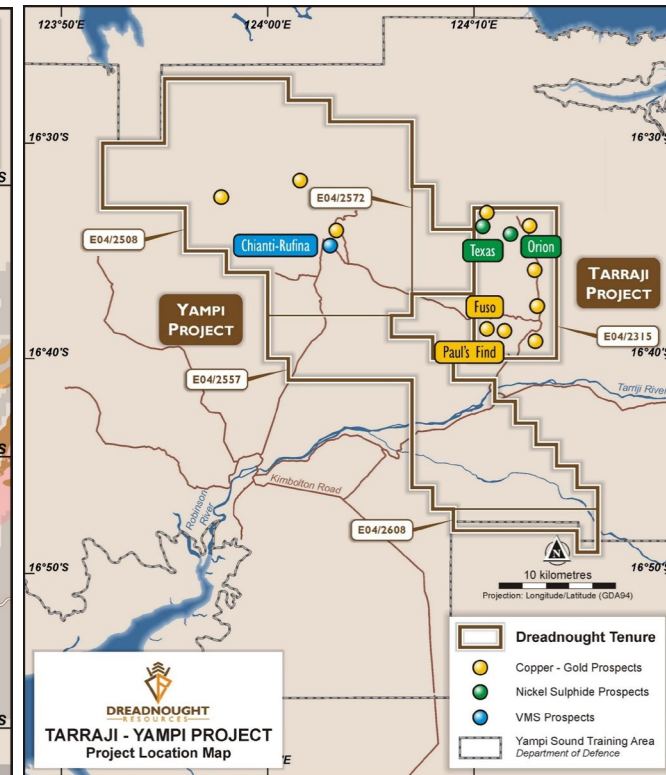 123°50'E
124°00'E
124°10'E
16°30'S
16°30'S
E04/2572
E04/2508
Chianti-Rufina
Texas
Orion
TARRAJI
PROJECT
YAMPI
PROJECT
Fuso
E04/2315
Paul's Find
16°40'S
16°40'S
E04/2557
Tarriji River
Kimbolton Road
Robinson
River
E04/2608
N
16°50'S
16°50'S
10 kilometres
Projection: Longitude/Latitude (GDA94)
Dreadnought Tenure
Copper - Gold Prospects
Nickel Sulphide Prospects
VMS Prospects
Yampi Sound Training Area
Department of Defence
DREADNOUGHT
RESOURCES
TARRAJI - YAMPI PROJECT
Project Location Map